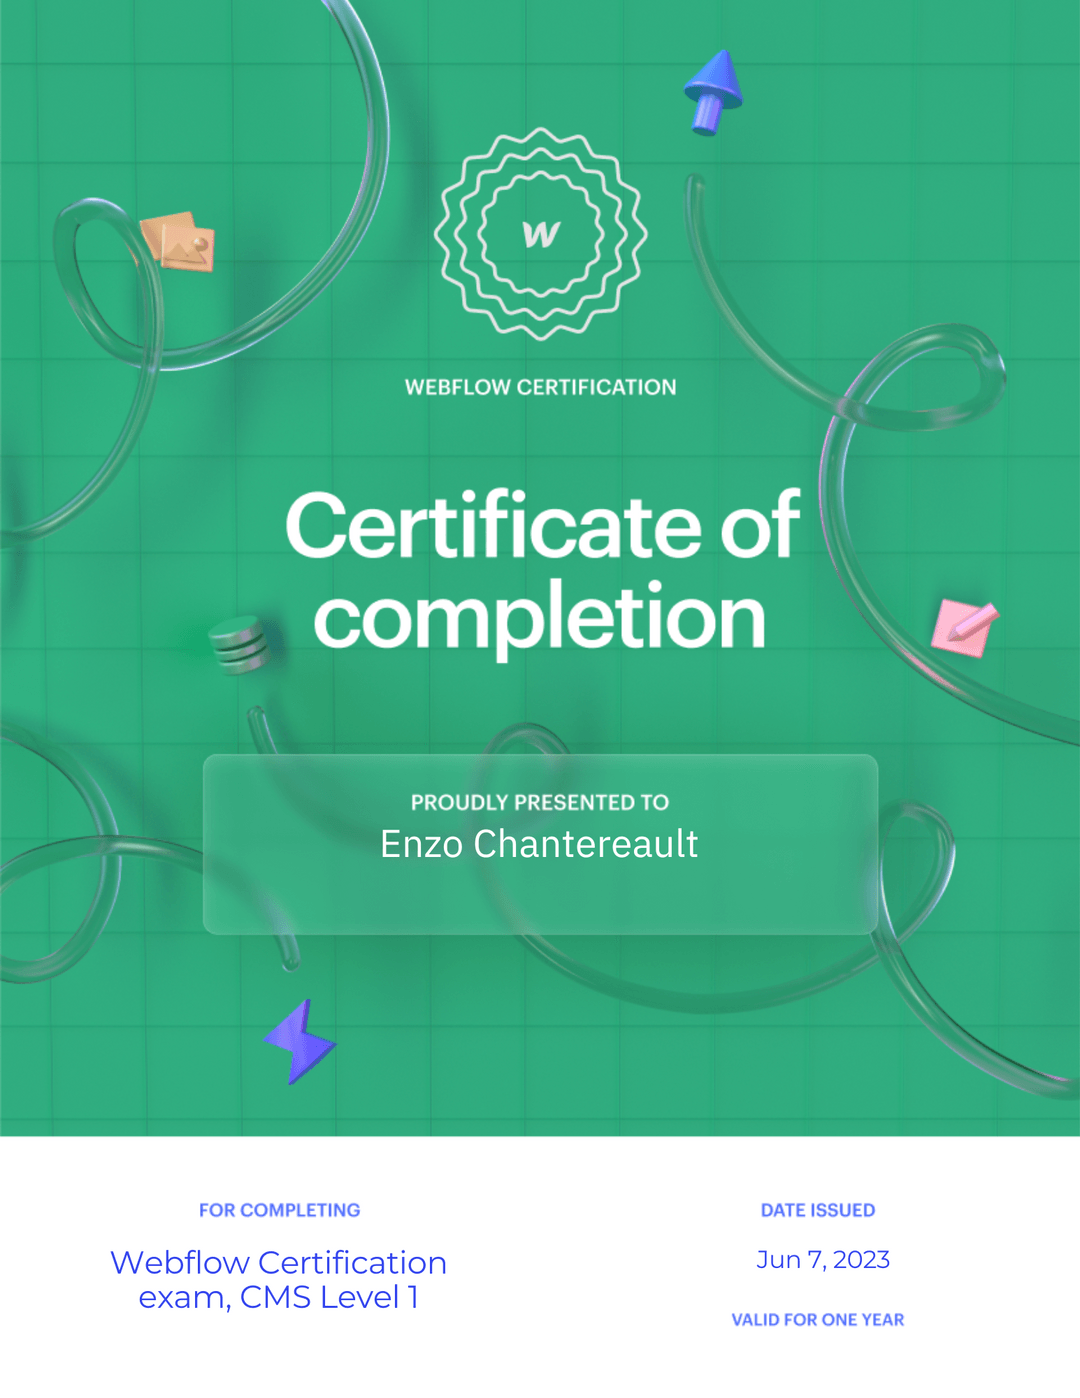 W
WEBFLOW CERTIFICATION
Certificate of
completion
PROUDLY PRESENTED TO
Enzo Chantereault
FOR COMPLETING
Webflow Certification
exam, CMS Level 1
DATE ISSUED
Jun 7, 2023
VALID FOR ONE YEAR